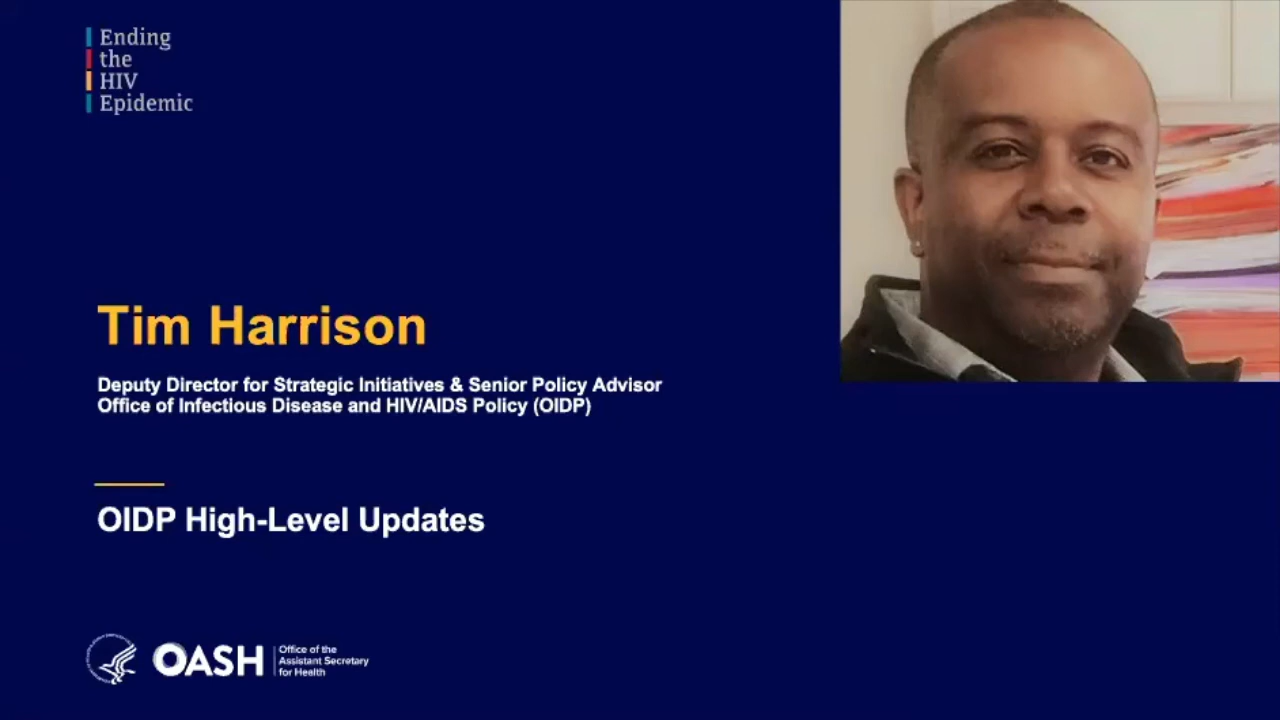 Ending
the
HIV
Epidemic
Tim Harrison
Deputy Director for Strategic Initiatives & Senior Policy Advisor
Office of Infectious Disease and HIV/AIDS Policy (OIDP)
OIDP High-Level Updates
OASH
Office of the
Assistant Secretary
for Health